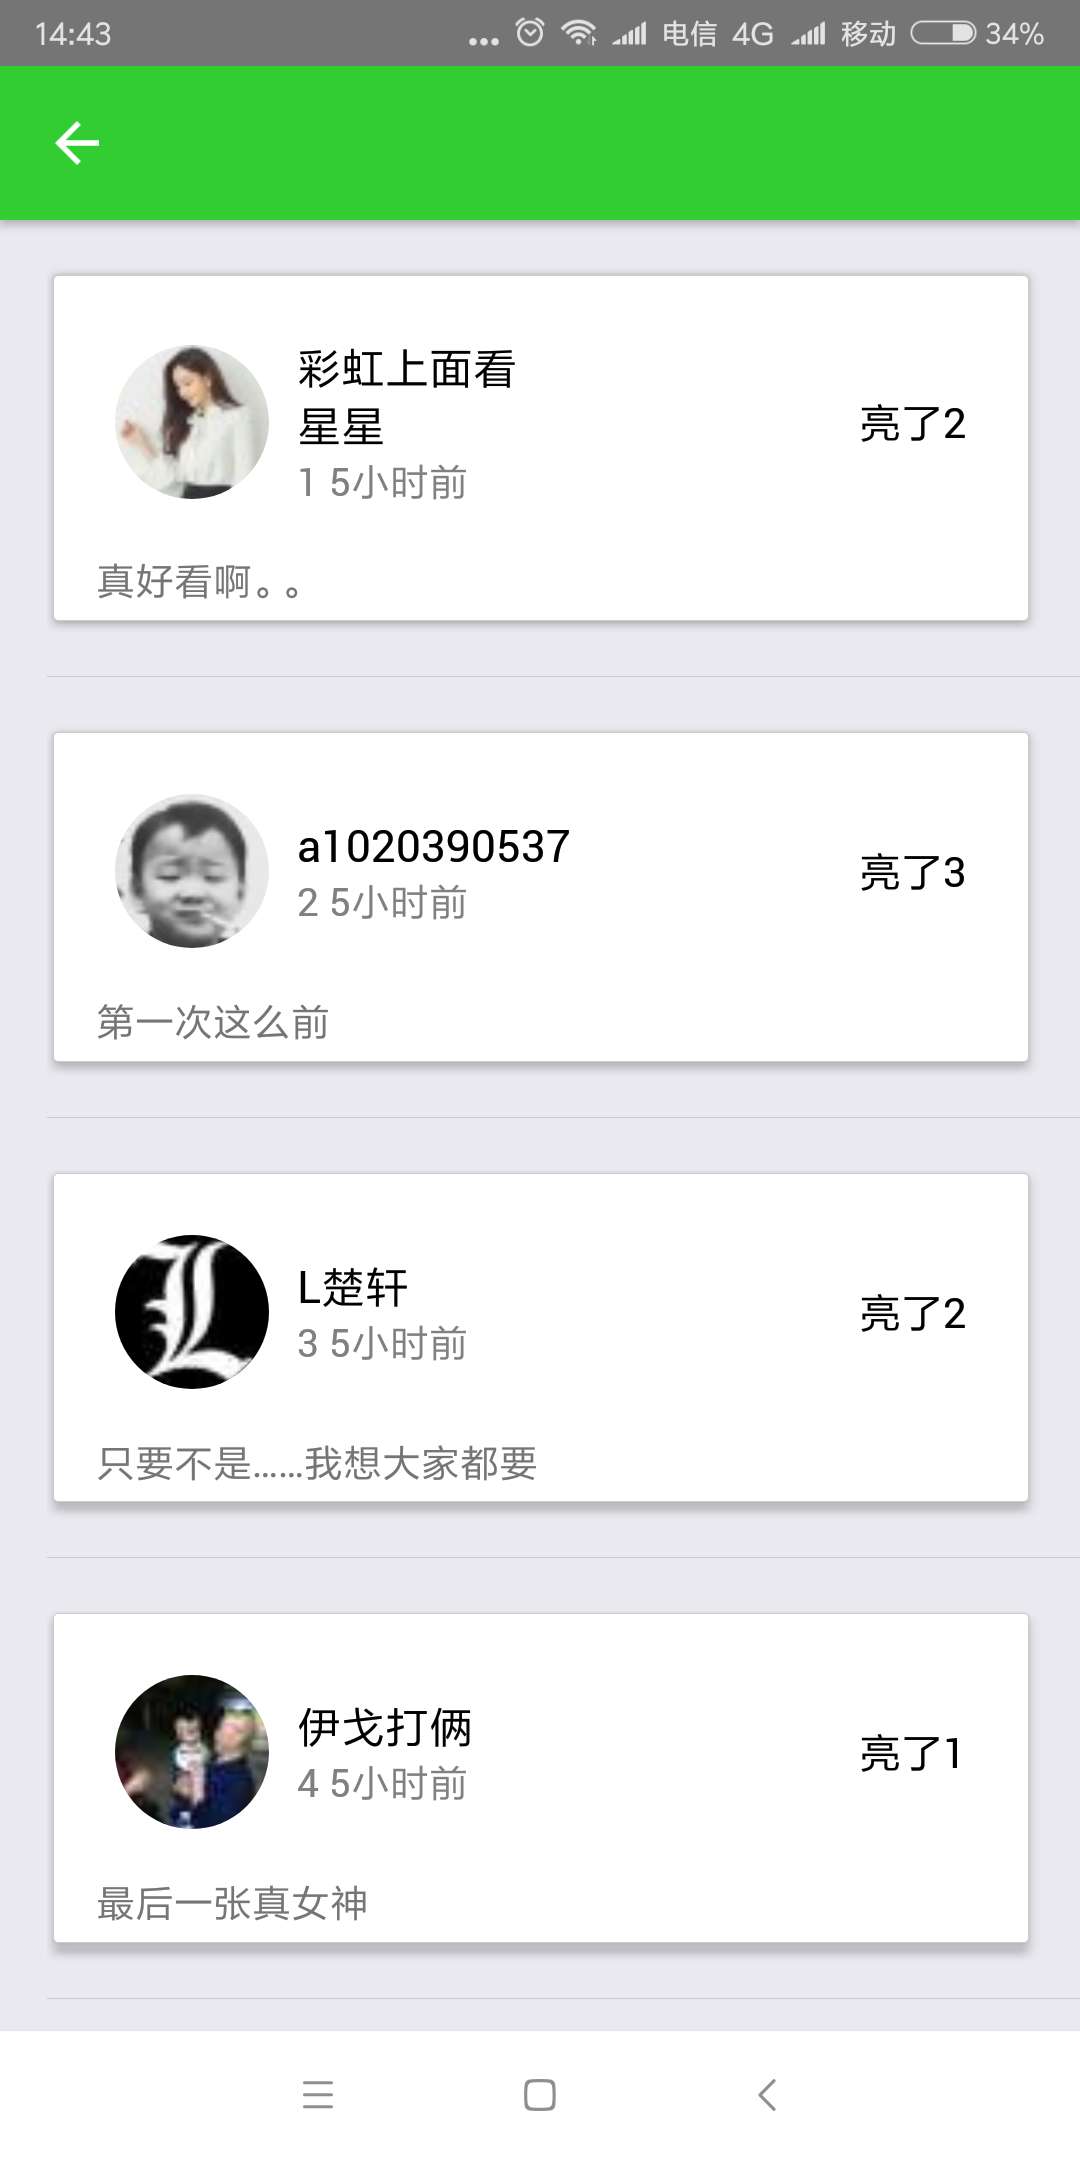 14:43
... 电信 4G 移动 34%
彩虹上面看
星星
亮了2
1 5小时前
真好看啊。。
a1020390537
亮了3
2 5小时前
第一次这么前
L楚轩
亮了2
3 5小时前
只要不是......我想大家都要
伊戈打俩
亮了1
4 5小时前
最后一张真女神